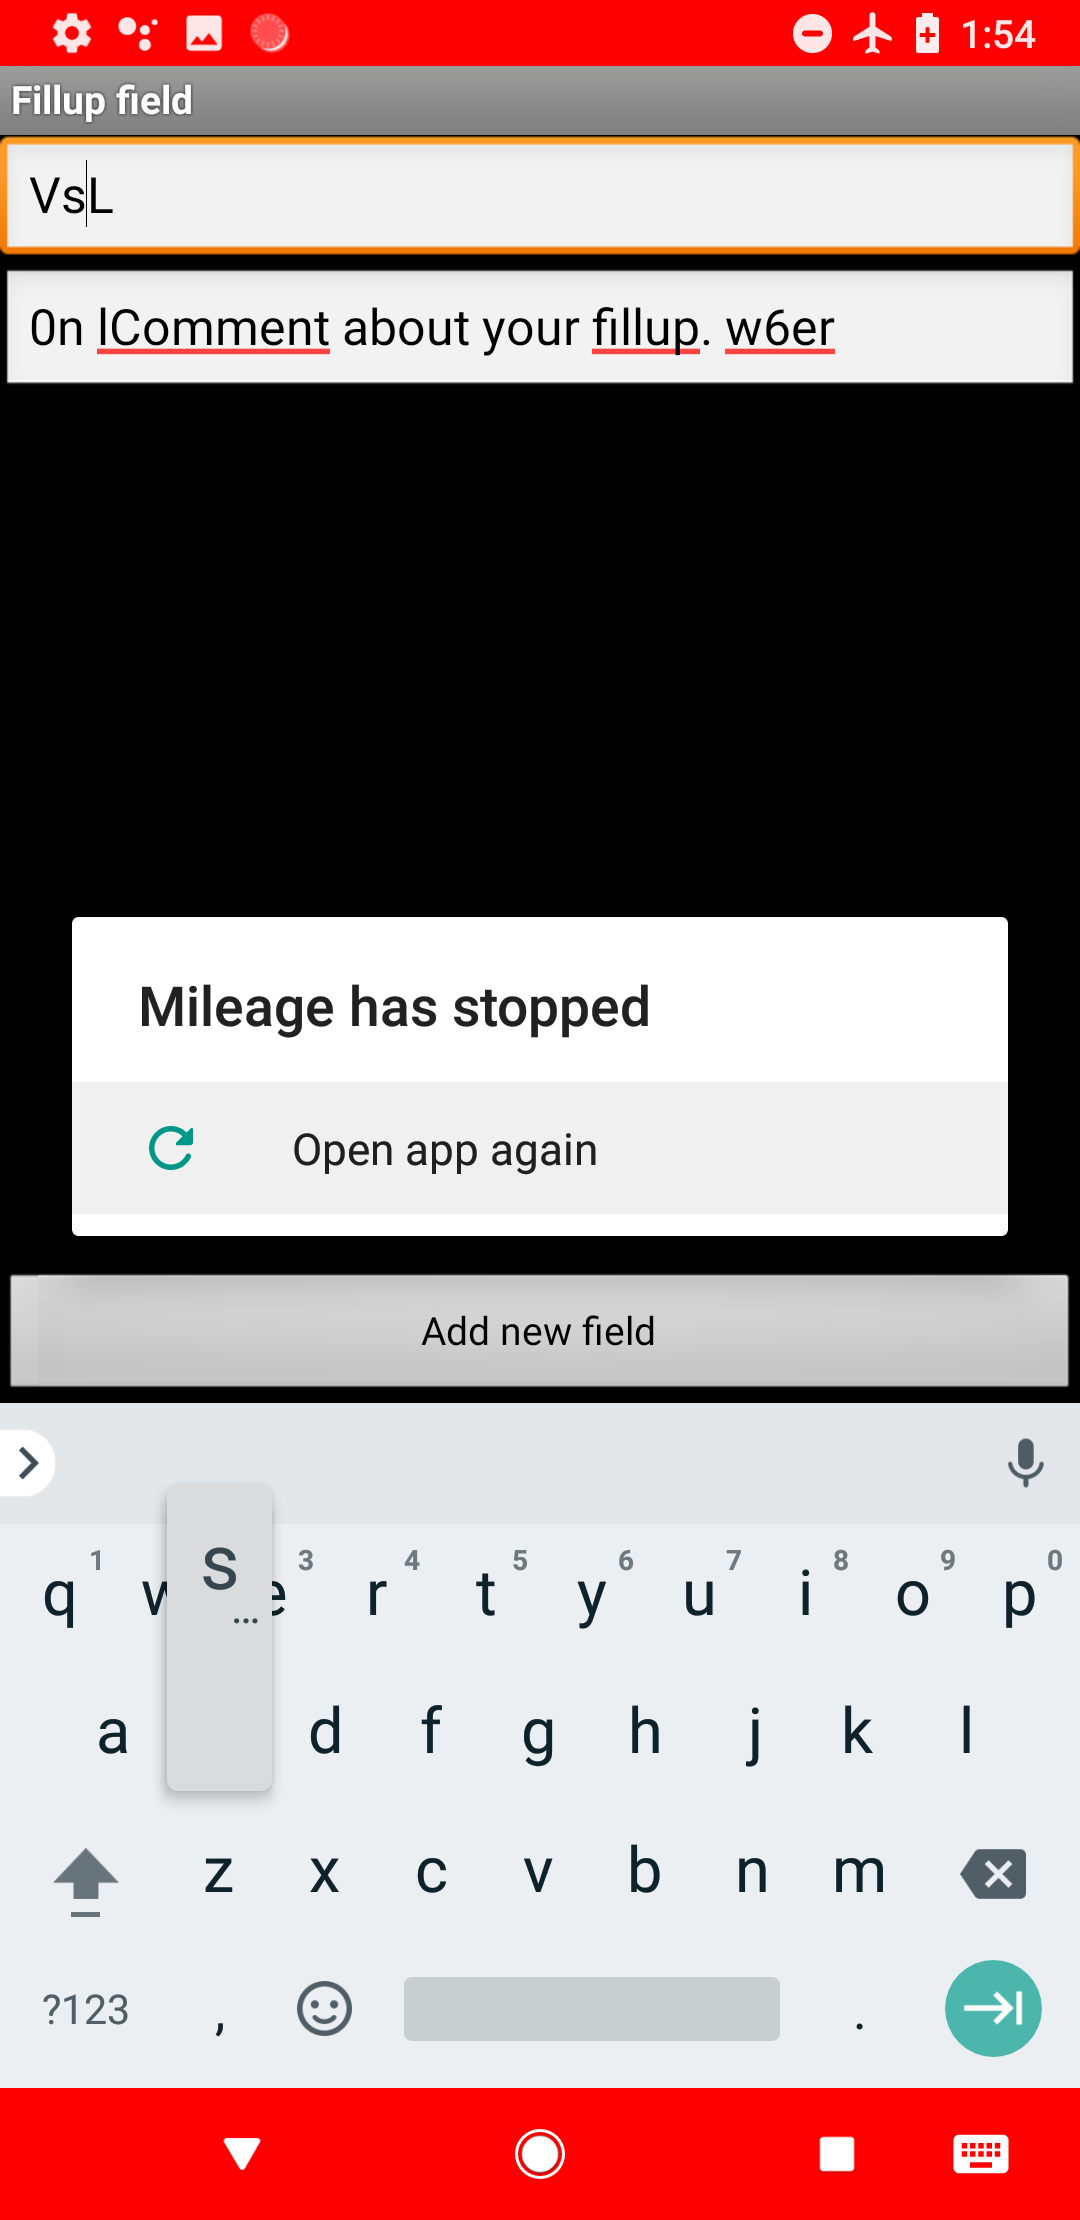 1:54
Fillup field
VsL
0n lComment about your fillup. w6er
Mileage has stopped
Open app again
Add new field
1 3 4 5 6 7 8 9 0
q w s e r t y u i o p
...
a d f g h j k l
z x c v b n m
?123 , .